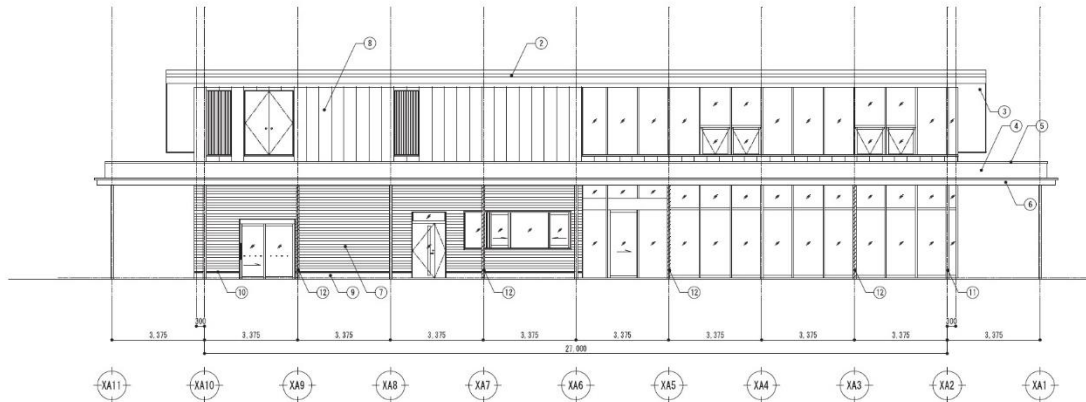 ② ⑧
③
④ ⑤
⑥
⑩ ⑫ ⑨ ⑦ ⑫ ⑫ ⑫ ⑪
300 300
3,375 3,375 3,375 3,375 3,375 3,375 3,375 3,375 3,375 3,375
27,000
XA11 XA10 XA9 XA8 XA7 XA6 XA5 XA4 XA3 XA2 XA1